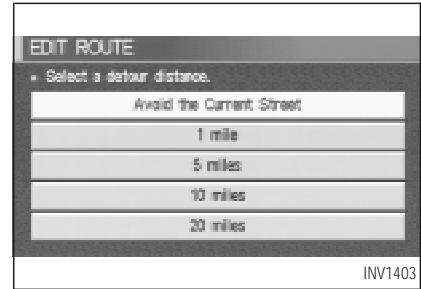 EDIT ROUTE
- Select a detour distance.
Avoid the Current Street
1 mile
5 miles
10 miles
20 miles
INV1403